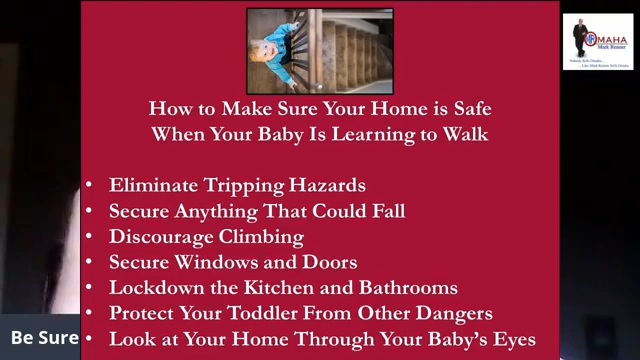 OMAHA
Mark Renner
How to Make Sure Your Home is Safe
When Your Baby Is Learning to Walk
• Eliminate Tripping Hazards
• Secure Anything That Could Fall
• Discourage Climbing
• Secure Windows and Doors
• Lockdown the Kitchen and Bathrooms
• Protect Your Toddler From Other Dangers
• Look at Your Home Through Your Baby's Eyes
Be Sure